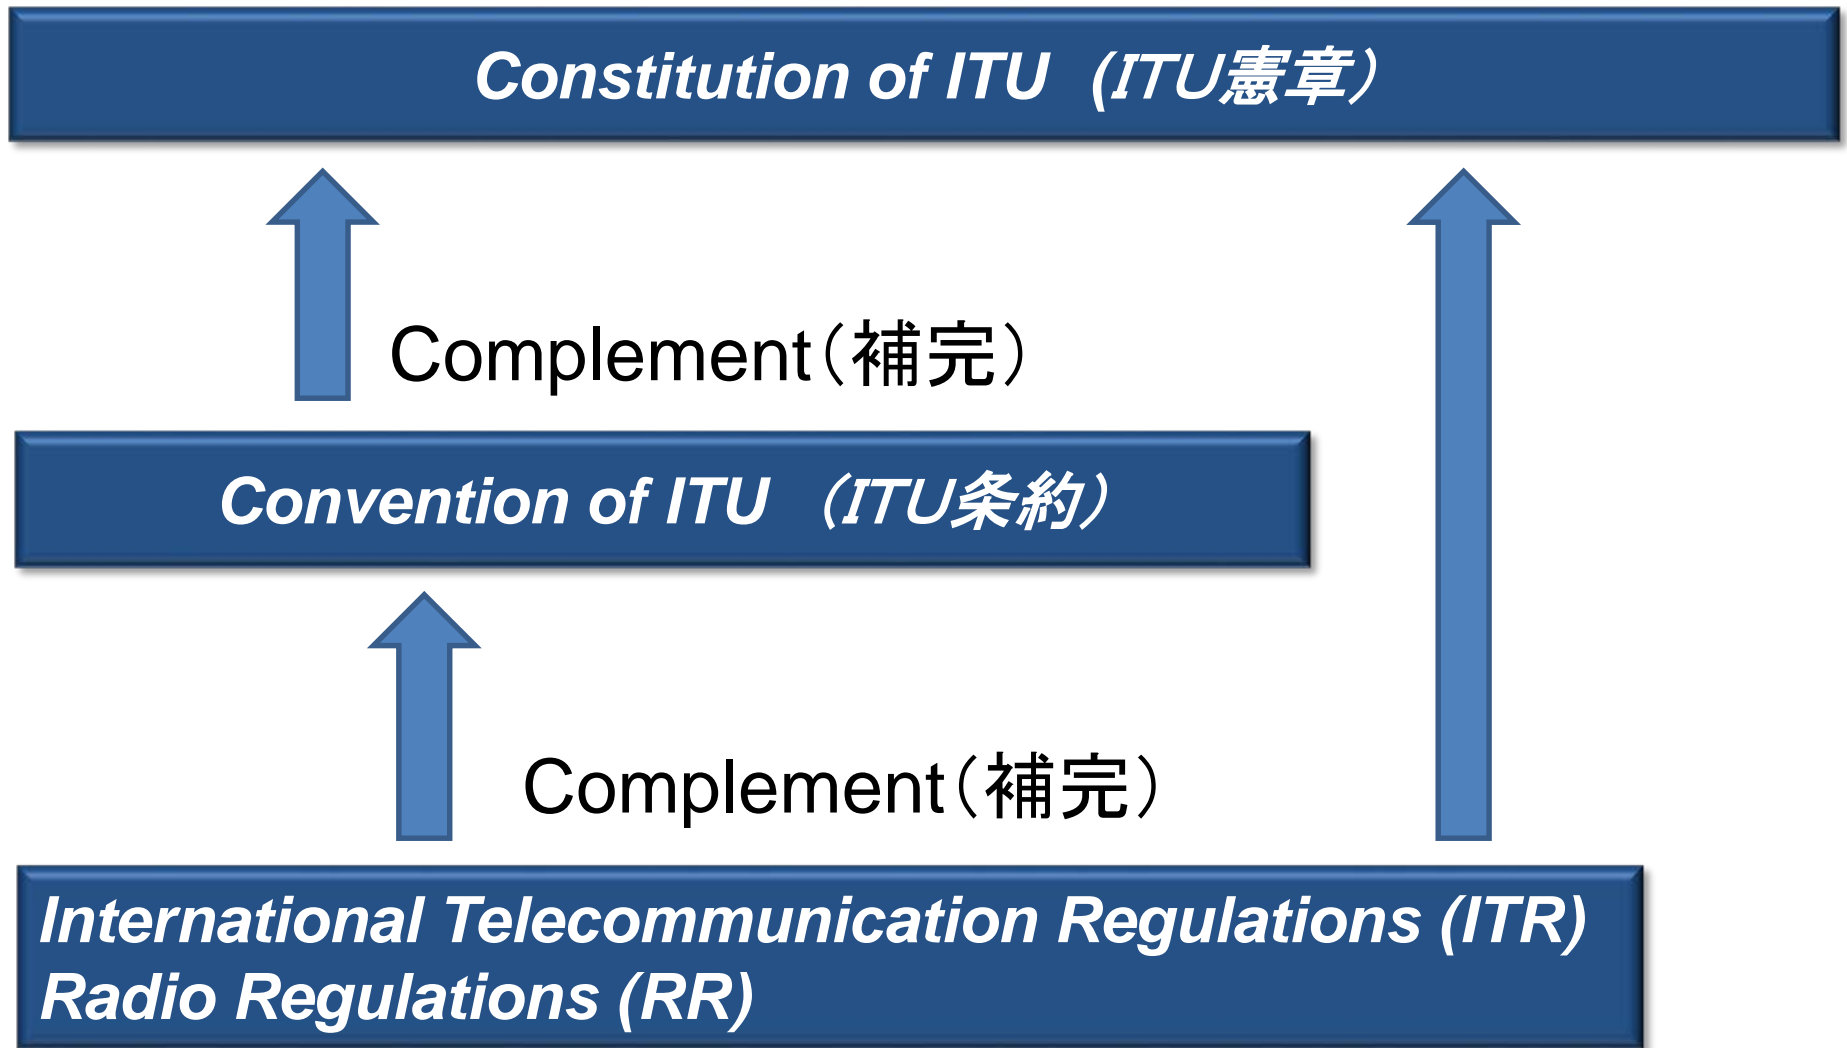 Constitution of ITU (ITU憲章)
Complement(補完)
Convention of ITU (ITU条約)
Complement(補完)
International Telecommunication Regulations (ITR)
Radio Regulations (RR)